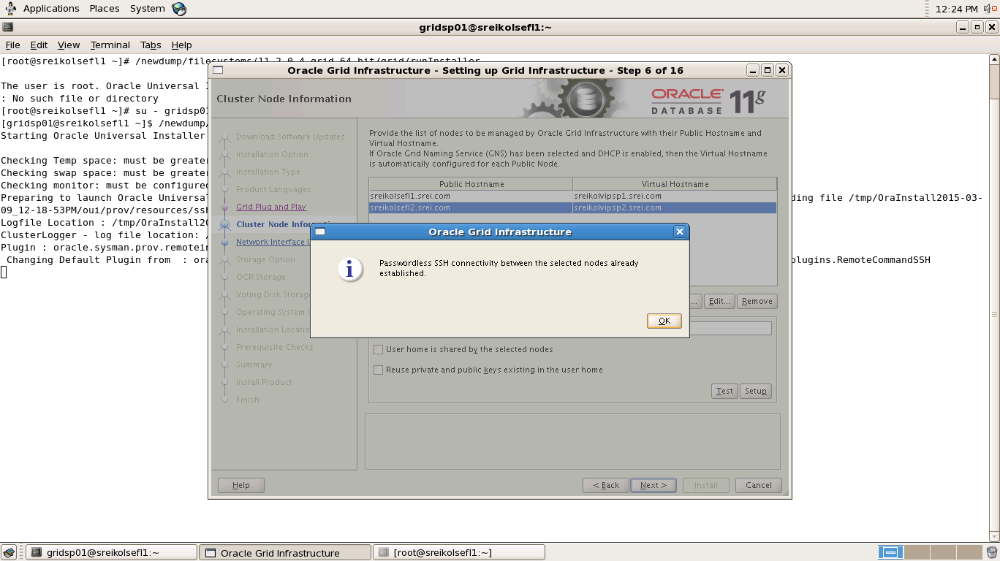 Applications Places System 12:24 PM
gridsp01@sreikolsefl1:~
File Edit View Terminal Tabs Help
[root@sreikolsefl1 ~]# /newdump/filesystems/11.2.0.4_grid_64_bit/grid/runInstaller
The user is root. Oracle Universal
: No such file or directory
[root@sreikolsefl1 ~]# su - gridsp01
[gridsp01@sreikolsefl1 ~]$ /newdump/
Starting Oracle Universal Installer
Checking Temp space: must be greater
Checking swap space: must be greater
Checking monitor: must be configured
Preparing to launch Oracle Universal
ding file /tmp/OraInstall2015-03-
09_12-18-53PM/oui/prov/resources/ssh
Logfile Location : /tmp/OraInstall20
ClusterLogger - log file location: /
Plugin : oracle.sysman.prov.remotein
Changing Default Plugin from : ora
plugins.RemoteCommandSSH
Oracle Grid Infrastructure - Setting up Grid Infrastructure - Step 6 of 16
Cluster Node Information
ORACLE 11g
DATABASE
Download Software Updates
Installation Option
Installation Type
Product Languages
Grid Plug and Play
Cluster Node Infor
Network Interface U
Storage Option
OCR Storage
Voting Disk Storage
Operating System
Installation Locatio
Prerequisite Checks
Summary
Install Product
Finish
Provide the list of nodes to be managed by Oracle Grid Infrastructure with their Public Hostname and
Virtual Hostname.
If Oracle Grid Naming Service (GNS) has been selected and DHCP is enabled, then the Virtual Hostname
is automatically configured for each Public Node.
Public Hostname Virtual Hostname
sreikolsefl1.srei.com sreikolvipsp1.srei.com
sreikolsefl2.srei.com sreikolvipsp2.srei.com
Oracle Grid Infrastructure
Passwordless SSH connectivity between the selected nodes already
established.
OK
... Edit... Remove
User home is shared by the selected nodes
Reuse private and public keys existing in the user home
Test Setup
Help < Back Next > Install Cancel
gridsp01@sreikolsefl1:~ Oracle Grid Infrastructure [root@sreikolsefl1:~]